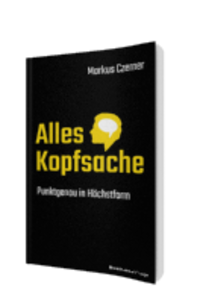 Markus Czerner
Alles
Kopfsache
Punktgenau in Höchstform